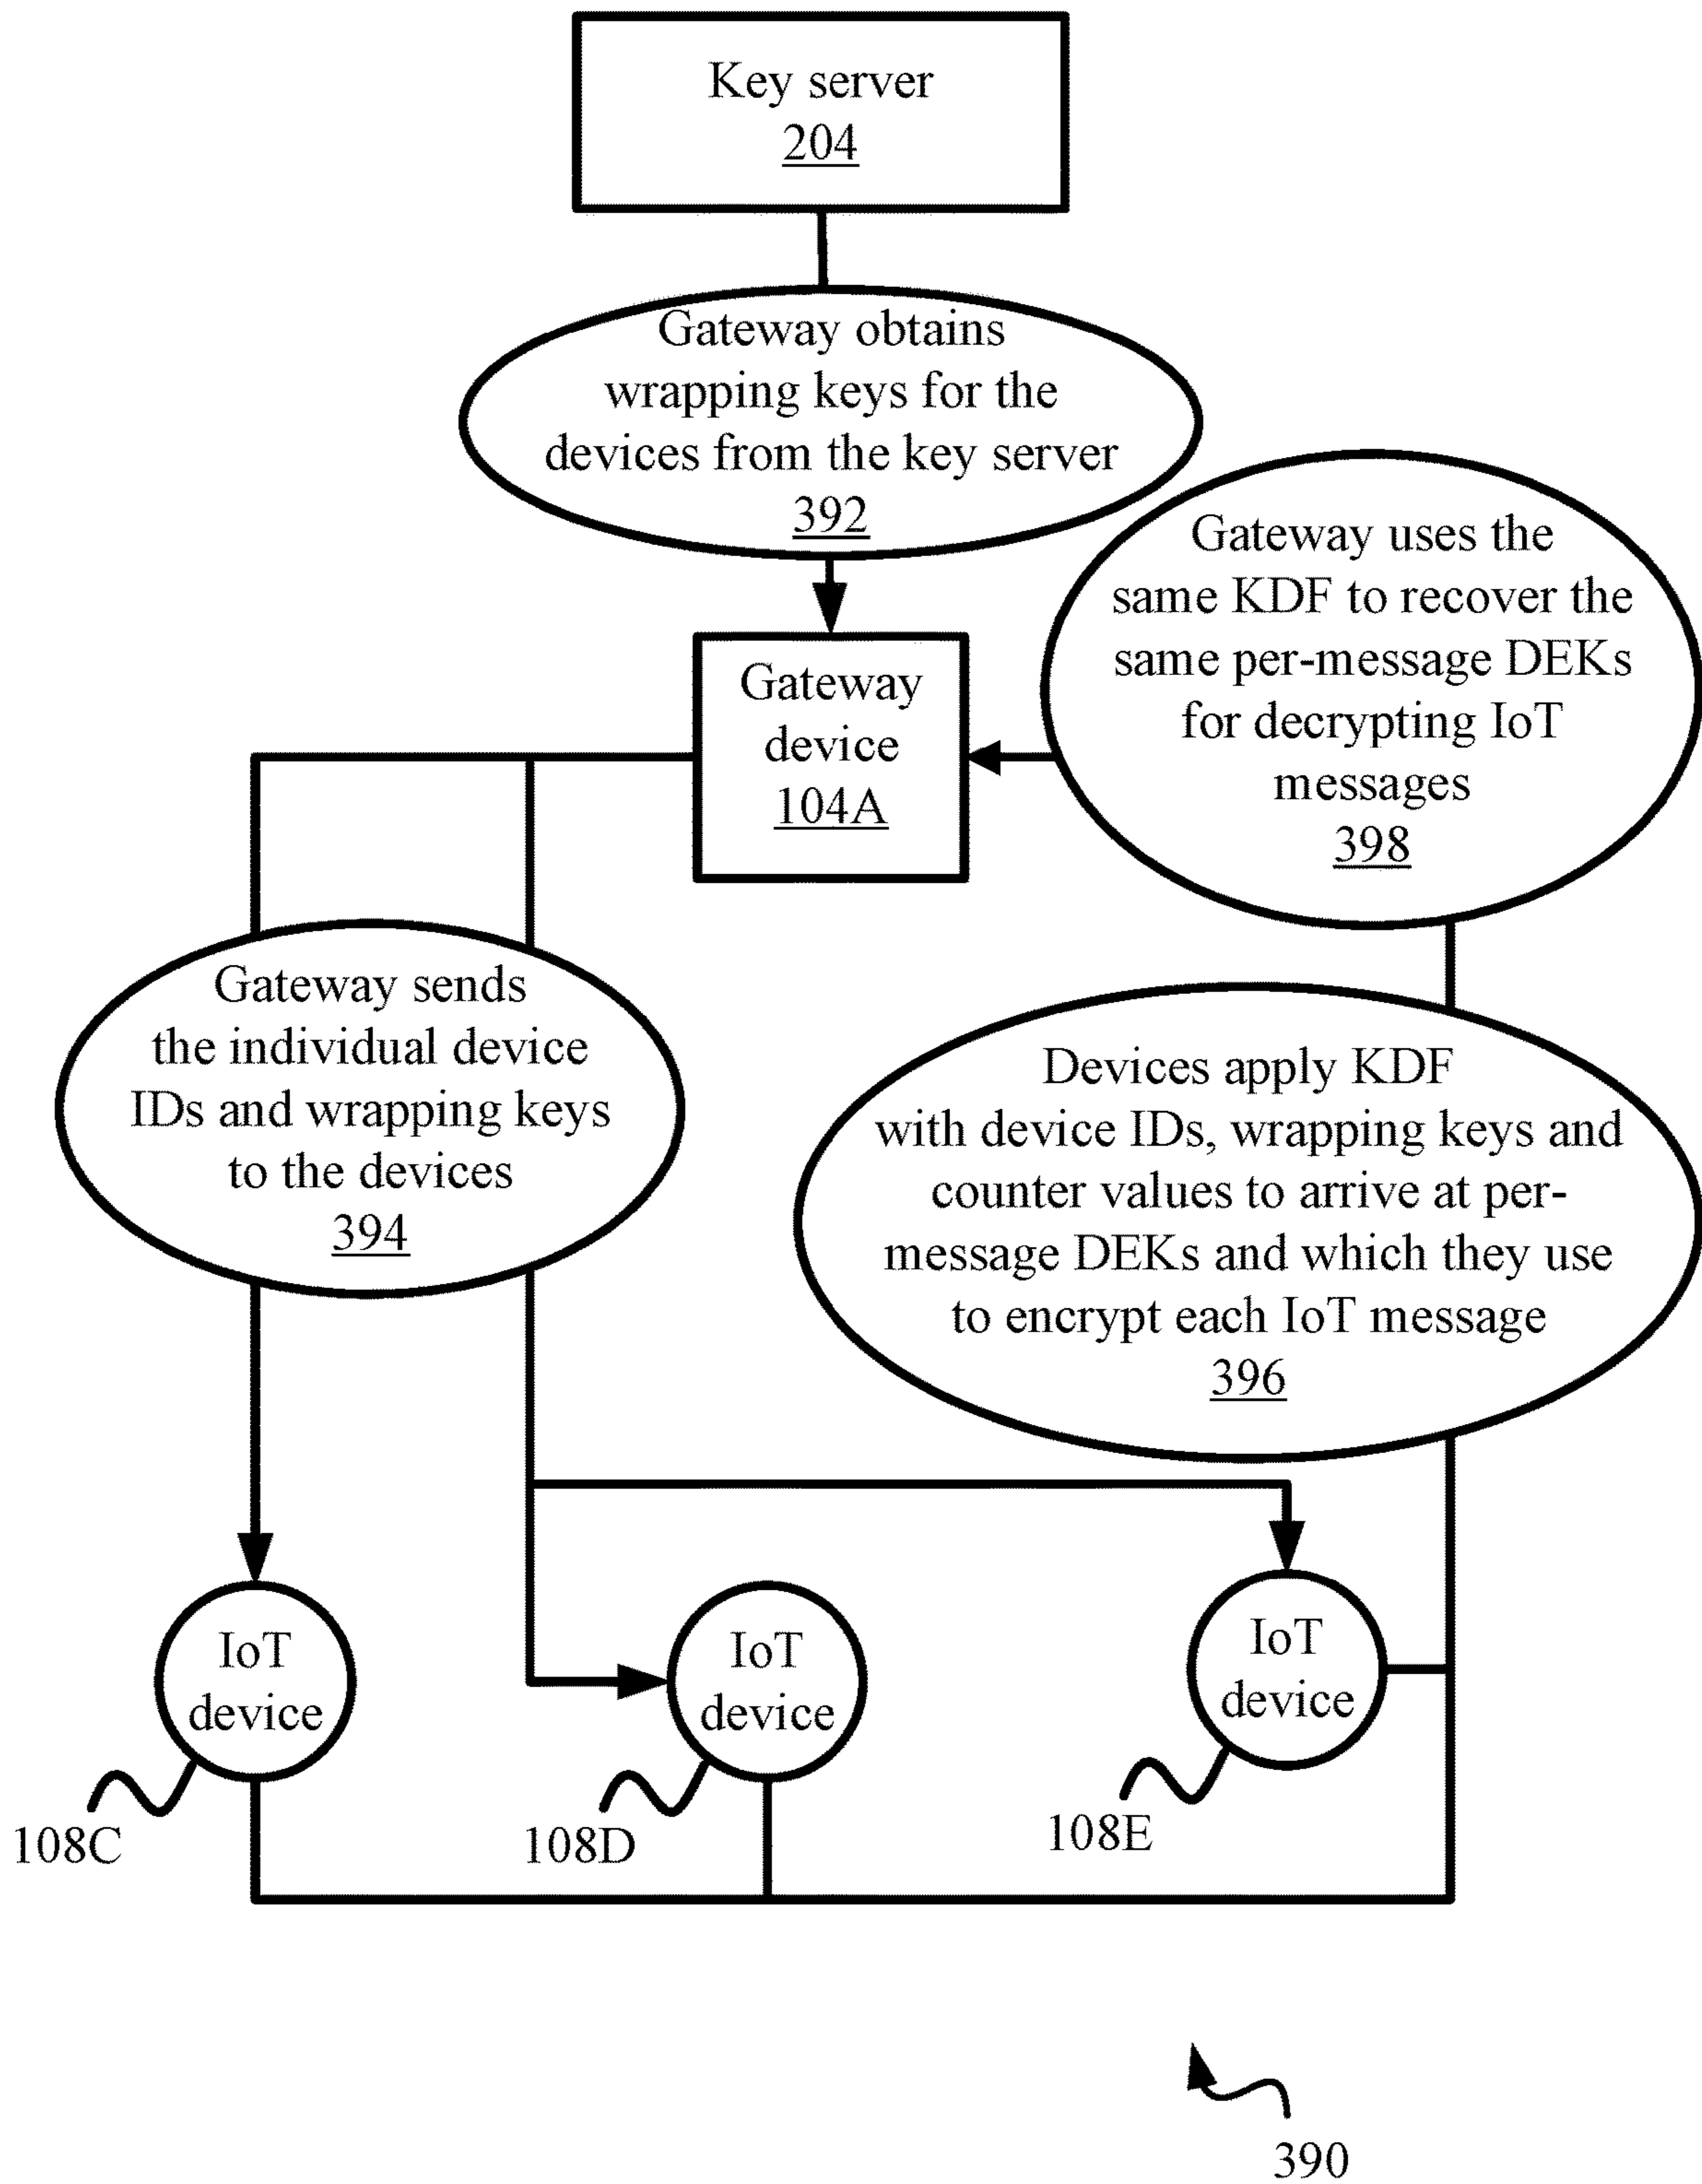 Key server
204
Gateway obtains
wrapping keys for the
devices from the key server
392
Gateway uses the
same KDF to recover the
same per-message DEKs
for decrypting IoT
messages
398
Gateway
device
104A
Gateway sends
the individual device
IDs and wrapping keys
to the devices
394
Devices apply KDF
with device IDs, wrapping keys and
counter values to arrive at per-
message DEKs and which they use
to encrypt each IoT message
396
IoT
device
108C
IoT
device
108D
IoT
device
108E
390